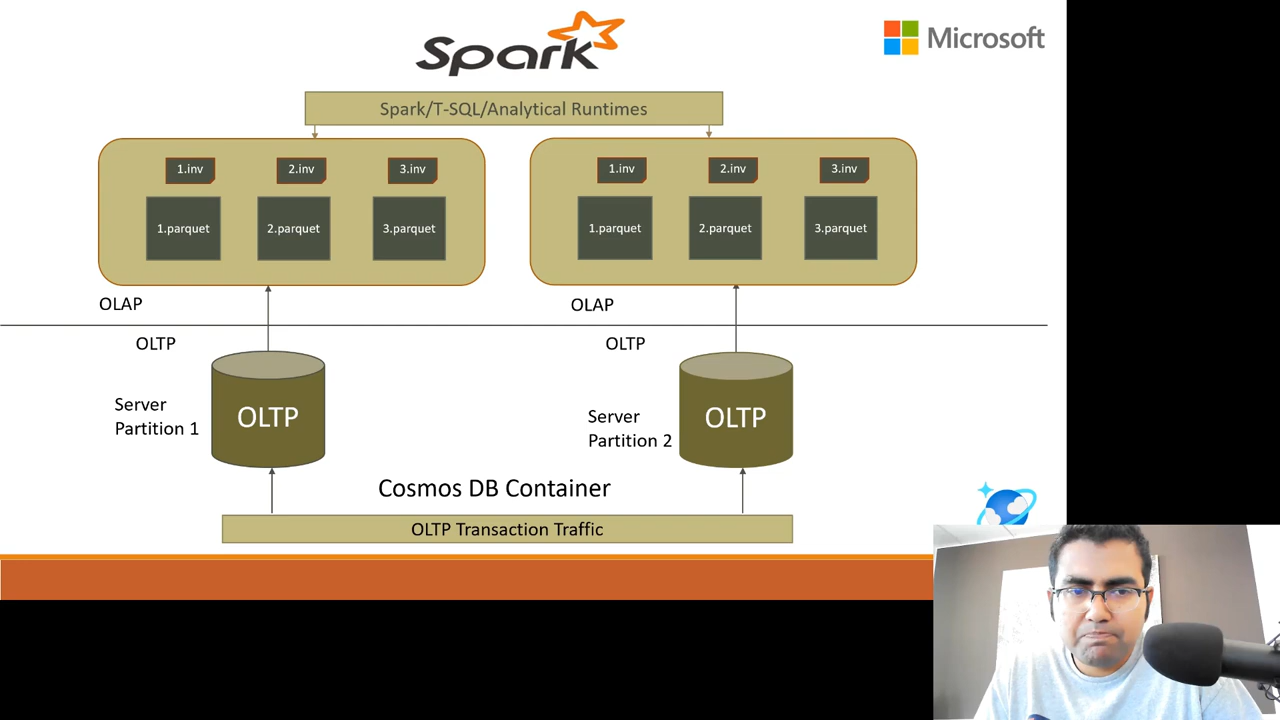 Spark
Microsoft
Spark/T-SQL/Analytical Runtimes
1.inv
2.inv
3.inv
1.parquet
2.parquet
3.parquet
1.inv
2.inv
3.inv
1.parquet
2.parquet
3.parquet
OLAP
OLAP
OLTP
OLTP
Server
Partition 1
OLTP
Server
Partition 2
OLTP
Cosmos DB Container
OLTP Transaction Traffic